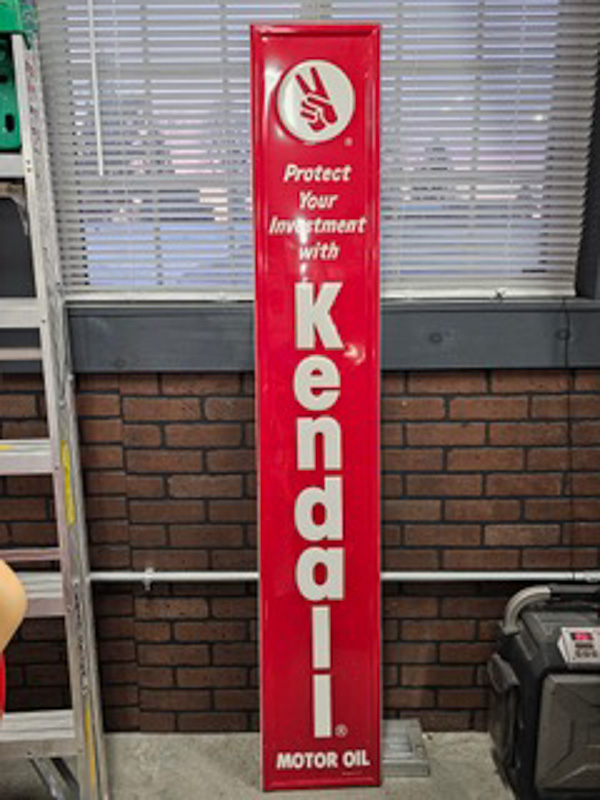 ®
Protect
Your
Investment
with
Kendall®
MOTOR OIL